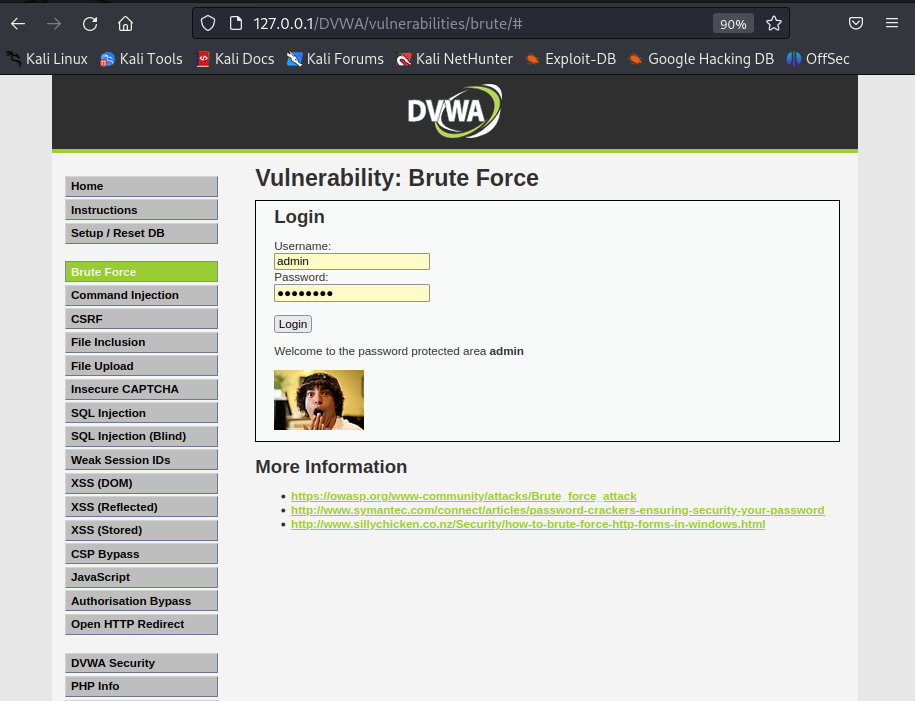 127.0.0.1/DVWA/vulnerabilities/brute/#
90%
Kali Linux Kali Tools Kali Docs Kali Forums Kali NetHunter Exploit-DB Google Hacking DB OffSec
DVWA
Home
Instructions
Setup / Reset DB
Brute Force
Command Injection
CSRF
File Inclusion
File Upload
Insecure CAPTCHA
SQL Injection
SQL Injection (Blind)
Weak Session IDs
XSS (DOM)
XSS (Reflected)
XSS (Stored)
CSP Bypass
JavaScript
Authorisation Bypass
Open HTTP Redirect
DVWA Security
PHP Info
Vulnerability: Brute Force
Login
Username:
admin
Password:
●●●●●●●●
Login
Welcome to the password protected area admin
More Information
https://owasp.org/www-community/attacks/Brute_force_attack
http://www.symantec.com/connect/articles/password-crackers-ensuring-security-your-password
http://www.sillychicken.co.nz/Security/how-to-brute-force-http-forms-in-windows.html